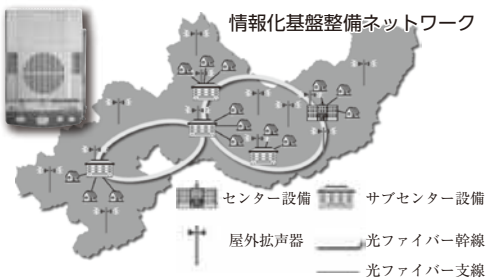 情報化基盤整備ネットワーク
センター設備
サブセンター設備
屋外拡声器
光ファイバー幹線
光ファイバー支線